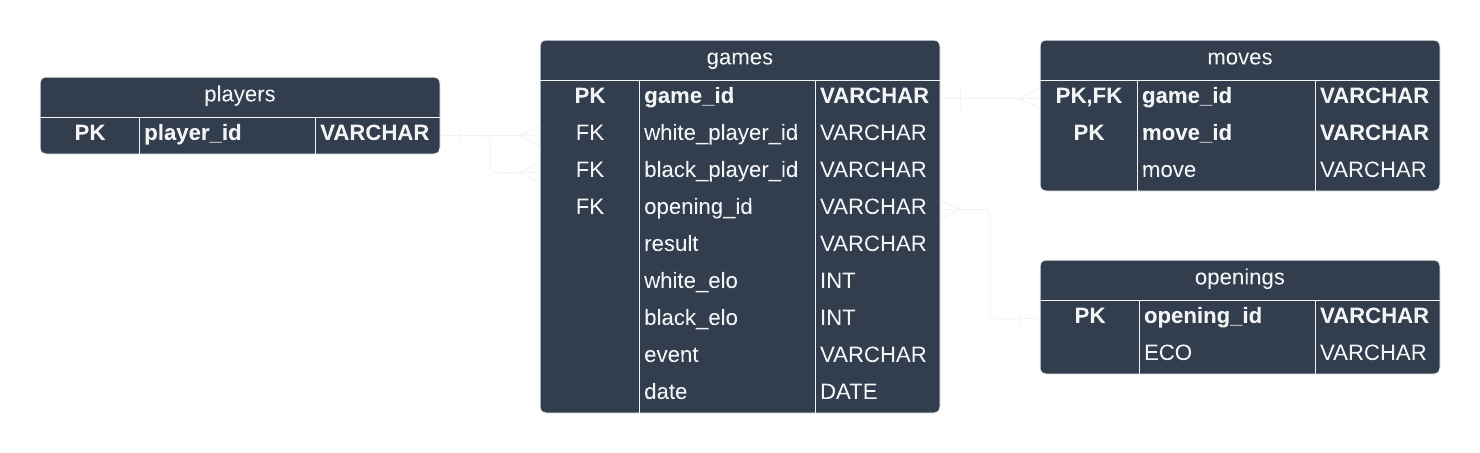 players
PK player_id VARCHAR
games
PK game_id VARCHAR
FK white_player_id VARCHAR
FK black_player_id VARCHAR
FK opening_id VARCHAR
result VARCHAR
white_elo INT
black_elo INT
event VARCHAR
date DATE
moves
PK,FK game_id VARCHAR
PK move_id VARCHAR
move VARCHAR
openings
PK opening_id VARCHAR
ECO VARCHAR